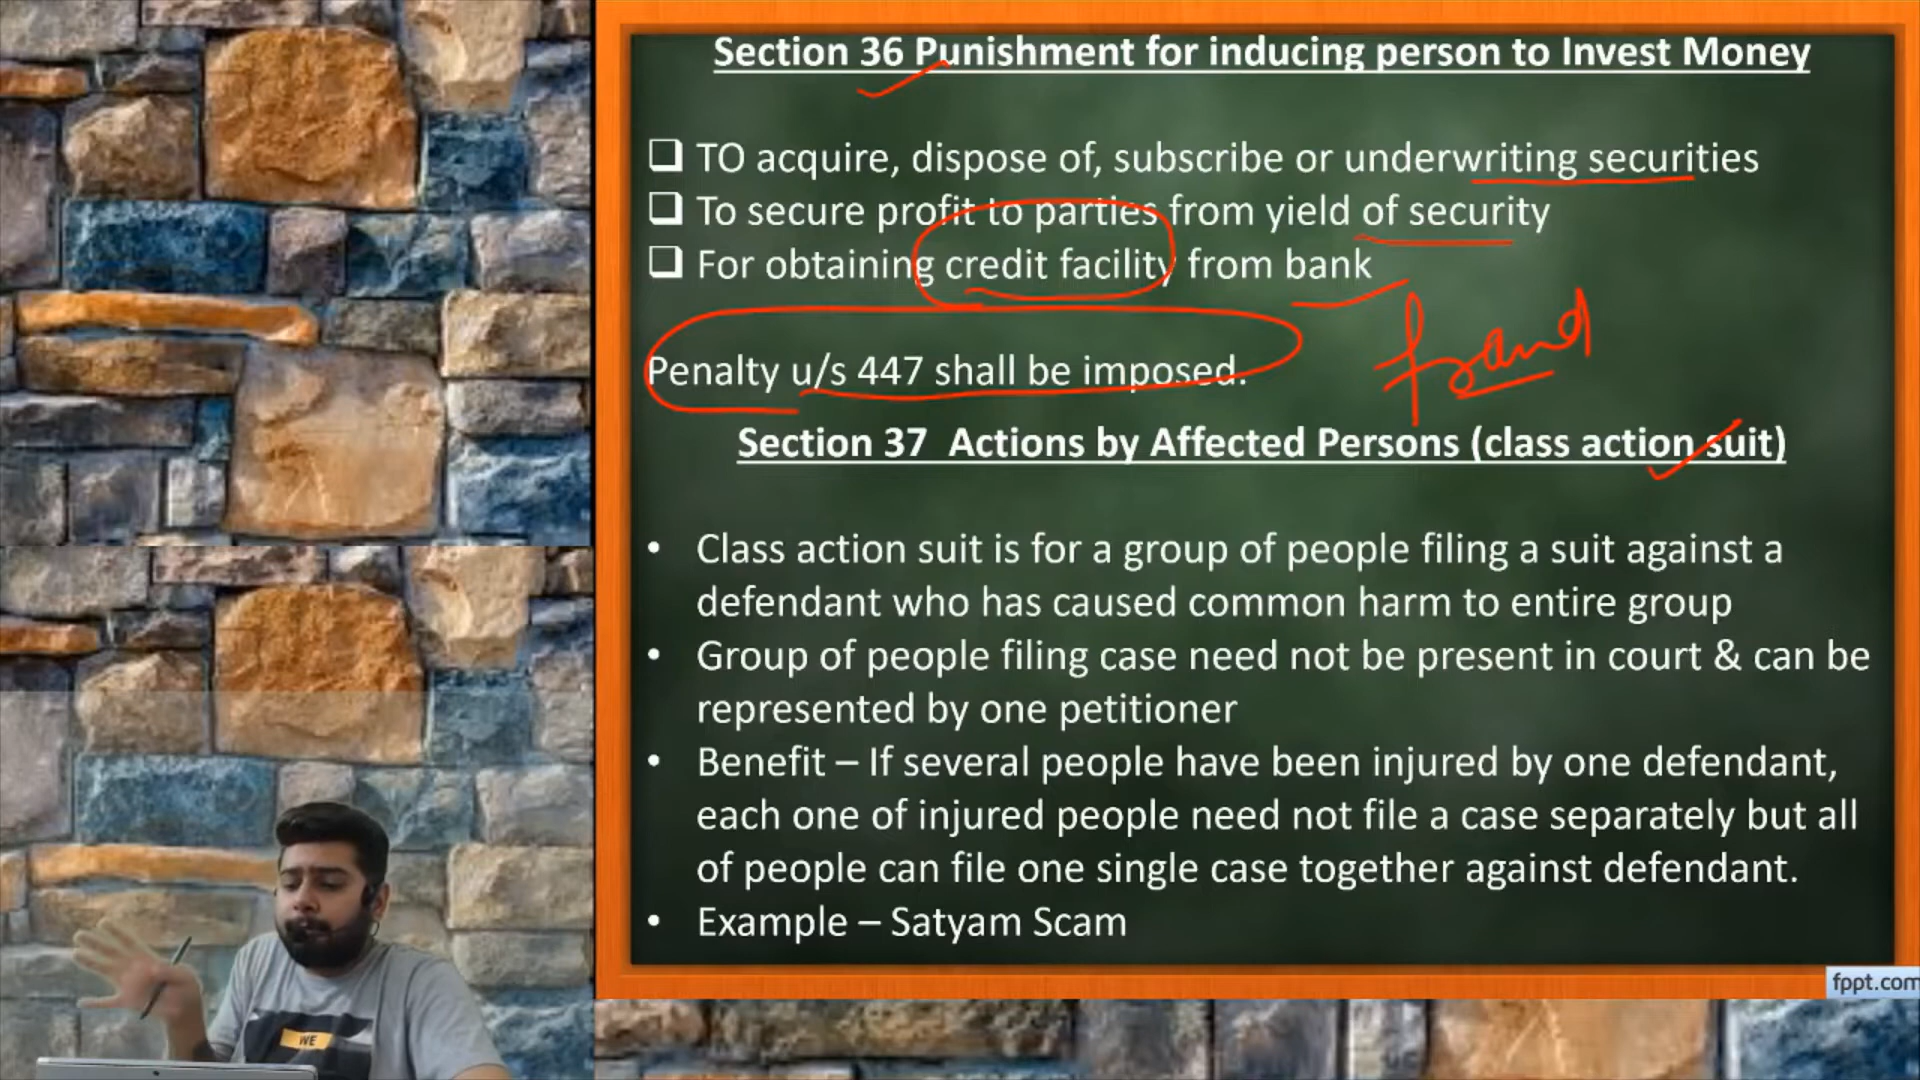 Section 36 Punishment for inducing person to Invest Money
❑ TO acquire, dispose of, subscribe or underwriting securities
❑ To secure profit to parties from yield of security
❑ For obtaining credit facility from bank
fraud
Penalty u/s 447 shall be imposed.
Section 37 Actions by Affected Persons (class action suit)
• Class action suit is for a group of people filing a suit against a
defendant who has caused common harm to entire group
• Group of people filing case need not be present in court & can be
represented by one petitioner
• Benefit – If several people have been injured by one defendant,
each one of injured people need not file a case separately but all
of people can file one single case together against defendant.
• Example – Satyam Scam
fppt.com
WE